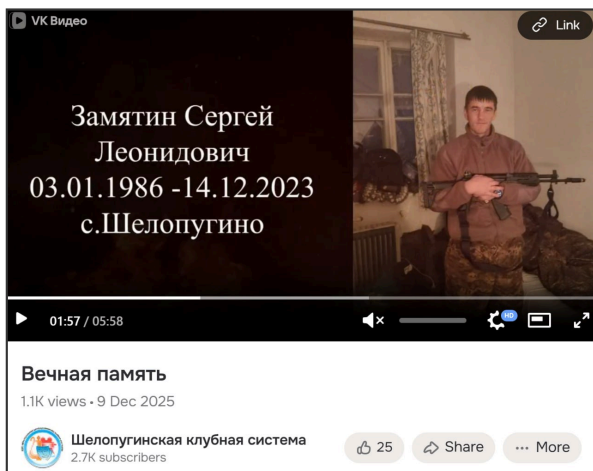 VK Видео
Link
Замятин Сергей
Леонидович
03.01.1986 -14.12.2023
с.Шелопугино
01:57 / 05:58
HD
Вечная память
1.1K views • 9 Dec 2025
Шелопугинская клубная система
2.7K subscribers
25
Share
More